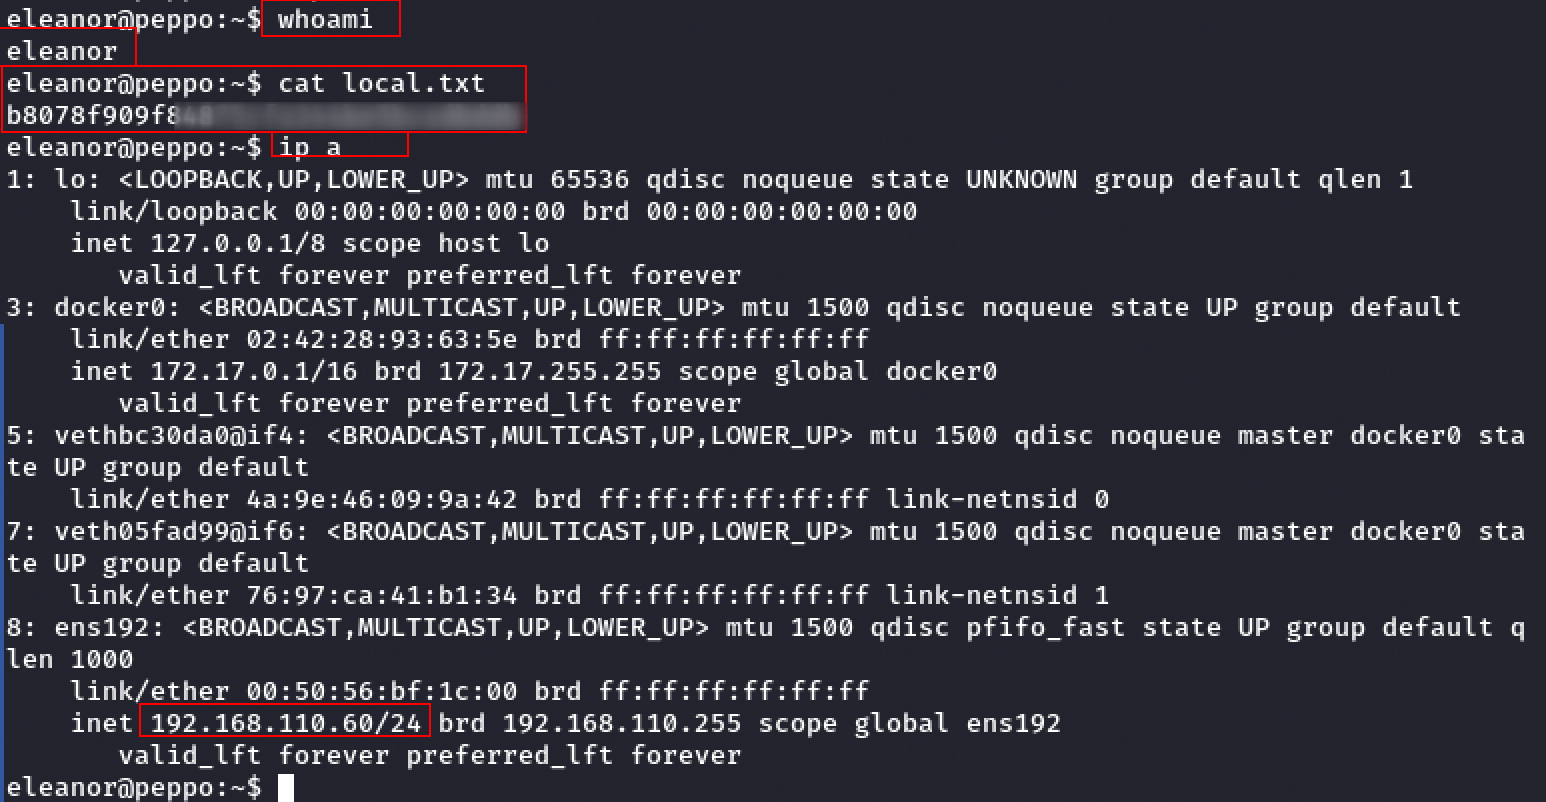 eleanor@peppo:~$ whoami
eleanor
eleanor@peppo:~$ cat local.txt
b8078f909f8
eleanor@peppo:~$ ip a
1: lo: <LOOPBACK,UP,LOWER_UP> mtu 65536 qdisc noqueue state UNKNOWN group default qlen 1
    link/loopback 00:00:00:00:00:00 brd 00:00:00:00:00:00
    inet 127.0.0.1/8 scope host lo
       valid_lft forever preferred_lft forever
3: docker0: <BROADCAST,MULTICAST,UP,LOWER_UP> mtu 1500 qdisc noqueue state UP group default
    link/ether 02:42:28:93:63:5e brd ff:ff:ff:ff:ff:ff
    inet 172.17.0.1/16 brd 172.17.255.255 scope global docker0
       valid_lft forever preferred_lft forever
5: vethbc30da0@if4: <BROADCAST,MULTICAST,UP,LOWER_UP> mtu 1500 qdisc noqueue master docker0 sta
te UP group default
    link/ether 4a:9e:46:09:9a:42 brd ff:ff:ff:ff:ff:ff link-netnsid 0
7: veth05fad99@if6: <BROADCAST,MULTICAST,UP,LOWER_UP> mtu 1500 qdisc noqueue master docker0 sta
te UP group default
    link/ether 76:97:ca:41:b1:34 brd ff:ff:ff:ff:ff:ff link-netnsid 1
8: ens192: <BROADCAST,MULTICAST,UP,LOWER_UP> mtu 1500 qdisc pfifo_fast state UP group default q
len 1000
    link/ether 00:50:56:bf:1c:00 brd ff:ff:ff:ff:ff:ff
    inet 192.168.110.60/24 brd 192.168.110.255 scope global ens192
       valid_lft forever preferred_lft forever
eleanor@peppo:~$